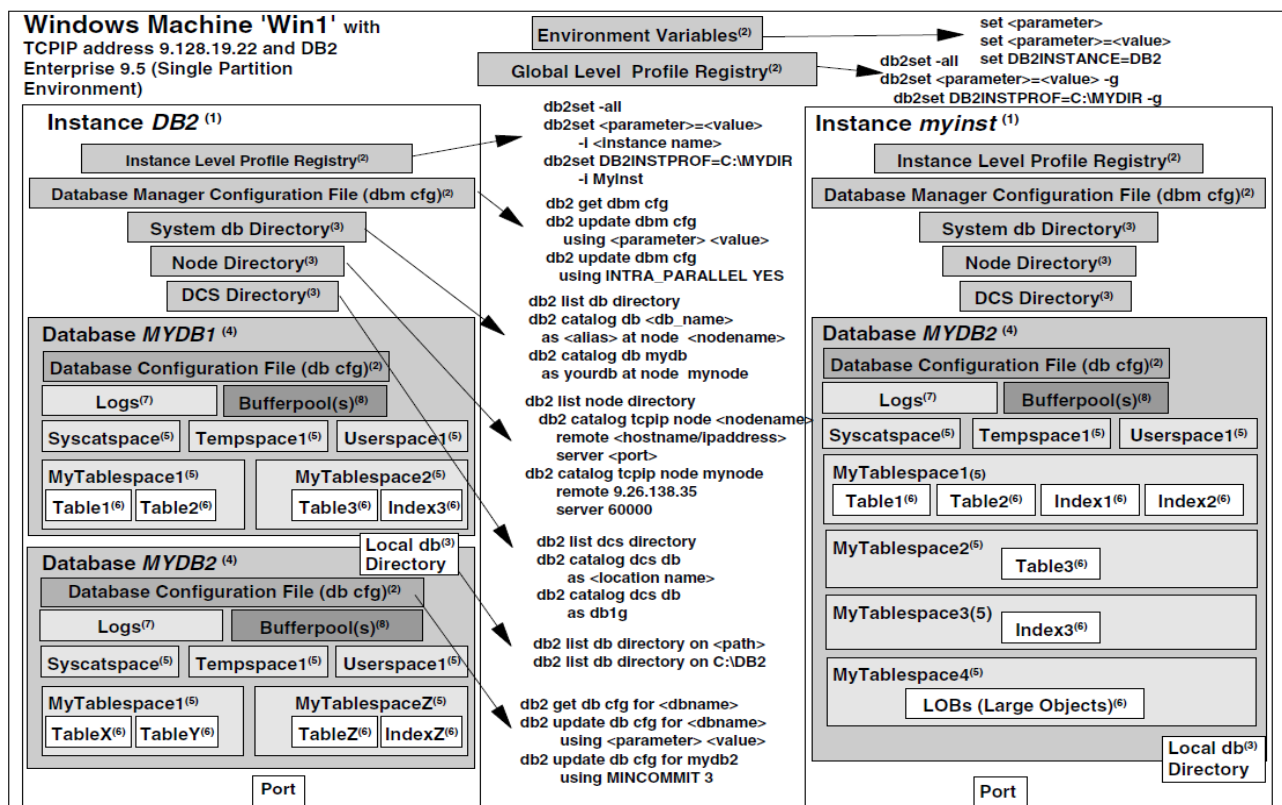 Windows Machine 'Win1' with
TCPIP address 9.128.19.22 and DB2
Enterprise 9.5 (Single Partition
Environment)
Environment Variables(2)
Global Level Profile Registry(2)
set <parameter>
set <parameter>=<value>
set DB2INSTANCE=DB2
db2set -all
db2set <parameter>=<value> -g
db2set DB2INSTPROF=C:\MYDIR -g
Instance DB2 (1)
Instance Level Profile Registry(2)
Database Manager Configuration File (dbm cfg)(2)
System db Directory(3)
Node Directory(3)
DCS Directory(3)
Database MYDB1 (4)
Database Configuration File (db cfg)(2)
Logs(7)
Bufferpool(s)(8)
Syscatspace(5)
Tempspace1(5)
Userspace1(5)
MyTablespace1(5)
Table1(6)
Table2(6)
MyTablespace2(5)
Table3(6)
Index3(6)
Local db(3)
Directory
Database MYDB2 (4)
Database Configuration File (db cfg)(2)
Logs(7)
Bufferpool(s)(8)
Syscatspace(5)
Tempspace1(5)
Userspace1(5)
MyTablespace1(5)
TableX(6)
TableY(6)
MyTablespaceZ(5)
TableZ(6)
IndexZ(6)
Port
db2set -all
db2set <parameter>=<value>
-i <instance name>
db2set DB2INSTPROF=C:\MYDIR
-i MyInst
db2 get dbm cfg
db2 update dbm cfg
using <parameter> <value>
db2 update dbm cfg
using INTRA_PARALLEL YES
db2 list db directory
db2 catalog db <db_name>
as <alias> at node <nodename>
db2 catalog db mydb
as yourdb at node mynode
db2 list node directory
db2 catalog tcpip node <nodename>
remote <hostname/ipaddress>
server <port>
db2 catalog tcpip node mynode
remote 9.26.138.35
server 60000
db2 list dcs directory
db2 catalog dcs db
as <location name>
db2 catalog dcs db
as db1g
db2 list db directory on <path>
db2 list db directory on C:\DB2
db2 get db cfg for <dbname>
db2 update db cfg for <dbname>
using <parameter> <value>
db2 update db cfg for mydb2
using MINCOMMIT 3
Instance myinst (1)
Instance Level Profile Registry(2)
Database Manager Configuration File (dbm cfg)(2)
System db Directory(3)
Node Directory(3)
DCS Directory(3)
Database MYDB2 (4)
Database Configuration File (db cfg)(2)
Logs(7)
Bufferpool(s)(8)
Syscatspace(5)
Tempspace1(5)
Userspace1(5)
MyTablespace1(5)
Table1(6)
Table2(6)
Index1(6)
Index2(6)
MyTablespace2(5)
Table3(6)
MyTablespace3(5)
Index3(6)
MyTablespace4(5)
LOBs (Large Objects)(6)
Local db(3)
Directory
Port